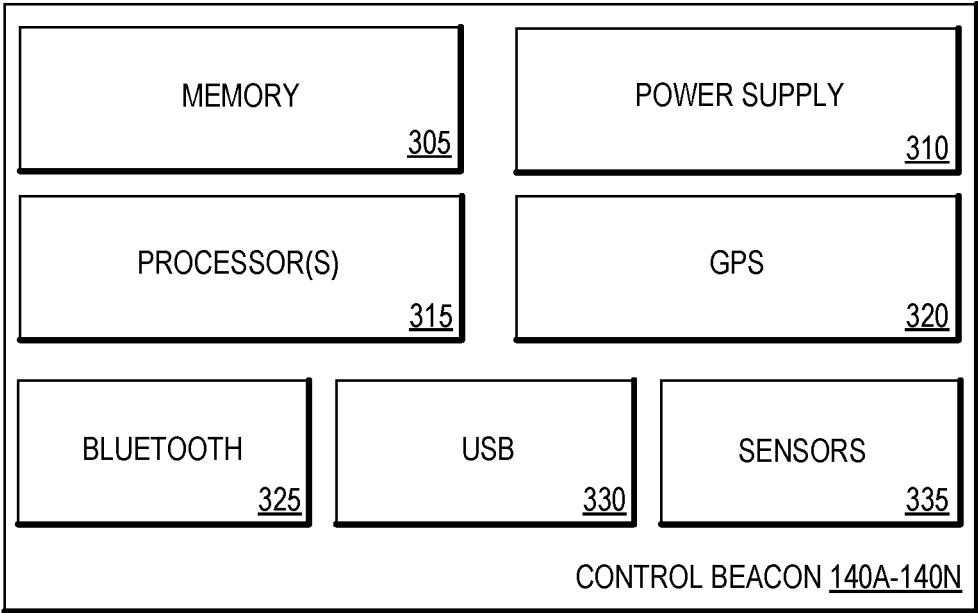 MEMORY
305
POWER SUPPLY
310
PROCESSOR(S)
315
GPS
320
BLUETOOTH
325
USB
330
SENSORS
335
CONTROL BEACON 140A-140N